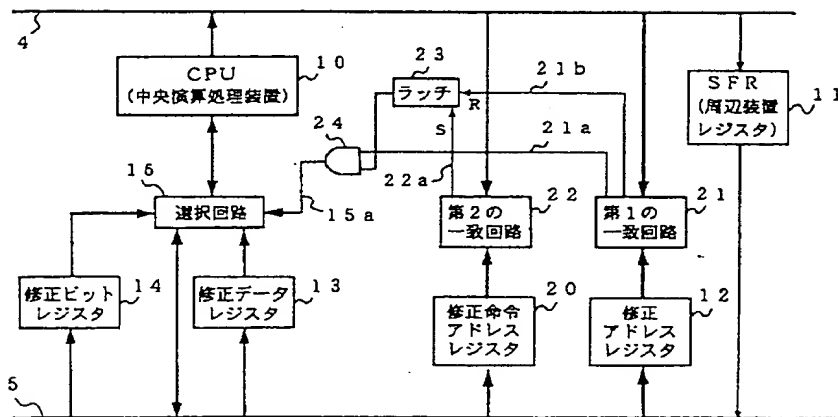 4
CPU
(中央演算処理装置)
10
23
ラッチ
R
S
21b
SFR
(周辺装置
レジスタ)
11
24
21a
22a
15
選択回路
15a
第2の
一致回路
22
第1の
一致回路
21
修正ビット
レジスタ
14
修正データ
レジスタ
13
修正命令
アドレス
レジスタ
20
修正
アドレス
レジスタ
12
5